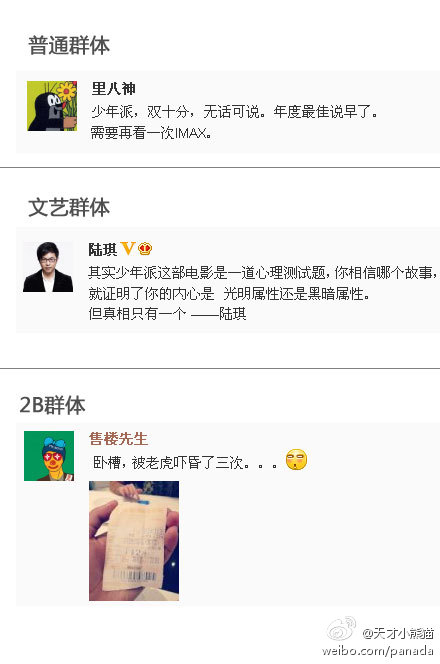 普通群体
里八神
少年派，双十分，无话可说。年度最佳说早了。
需要再看一次IMAX。
文艺群体
陆琪 V
其实少年派这部电影是一道心理测试题，你相信哪个故事，
就证明了你的内心是 光明属性还是黑暗属性。
但真相只有一个 ——陆琪
2B群体
售楼先生
卧槽，被老虎吓昏了三次。。。
@天才小熊猫
weibo.com/panada